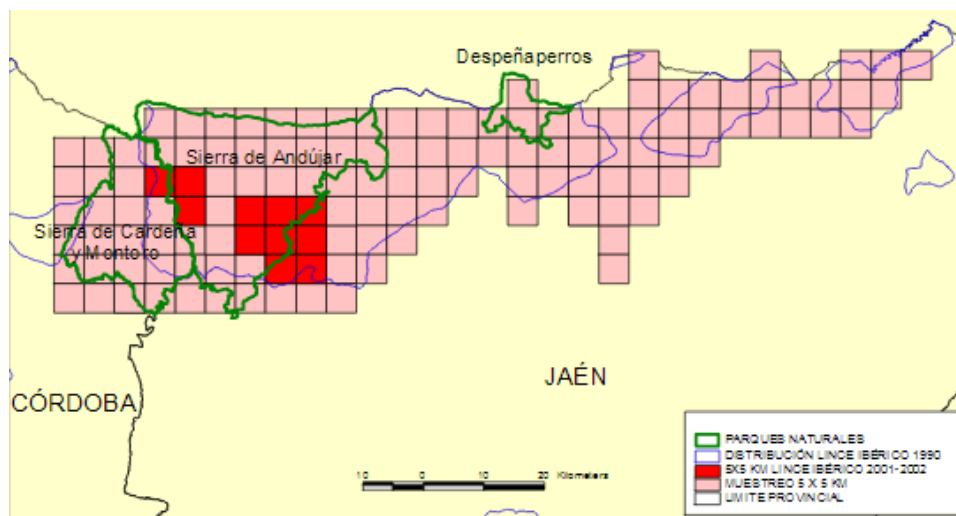 Despeñaperros
Sierra de Andújar
Sierra de Cardeña
y Montoro
JAÉN
CÓRDOBA
PARQUES NATURALES
DISTRIBUCIÓN LINCE IBÉRICO 1990
5X5 KM LINCE IBÉRICO 2001-2002
MUESTREO 5 X 5 KM
LIMITE PROVINCIAL
10 0 10 20 Kilometers